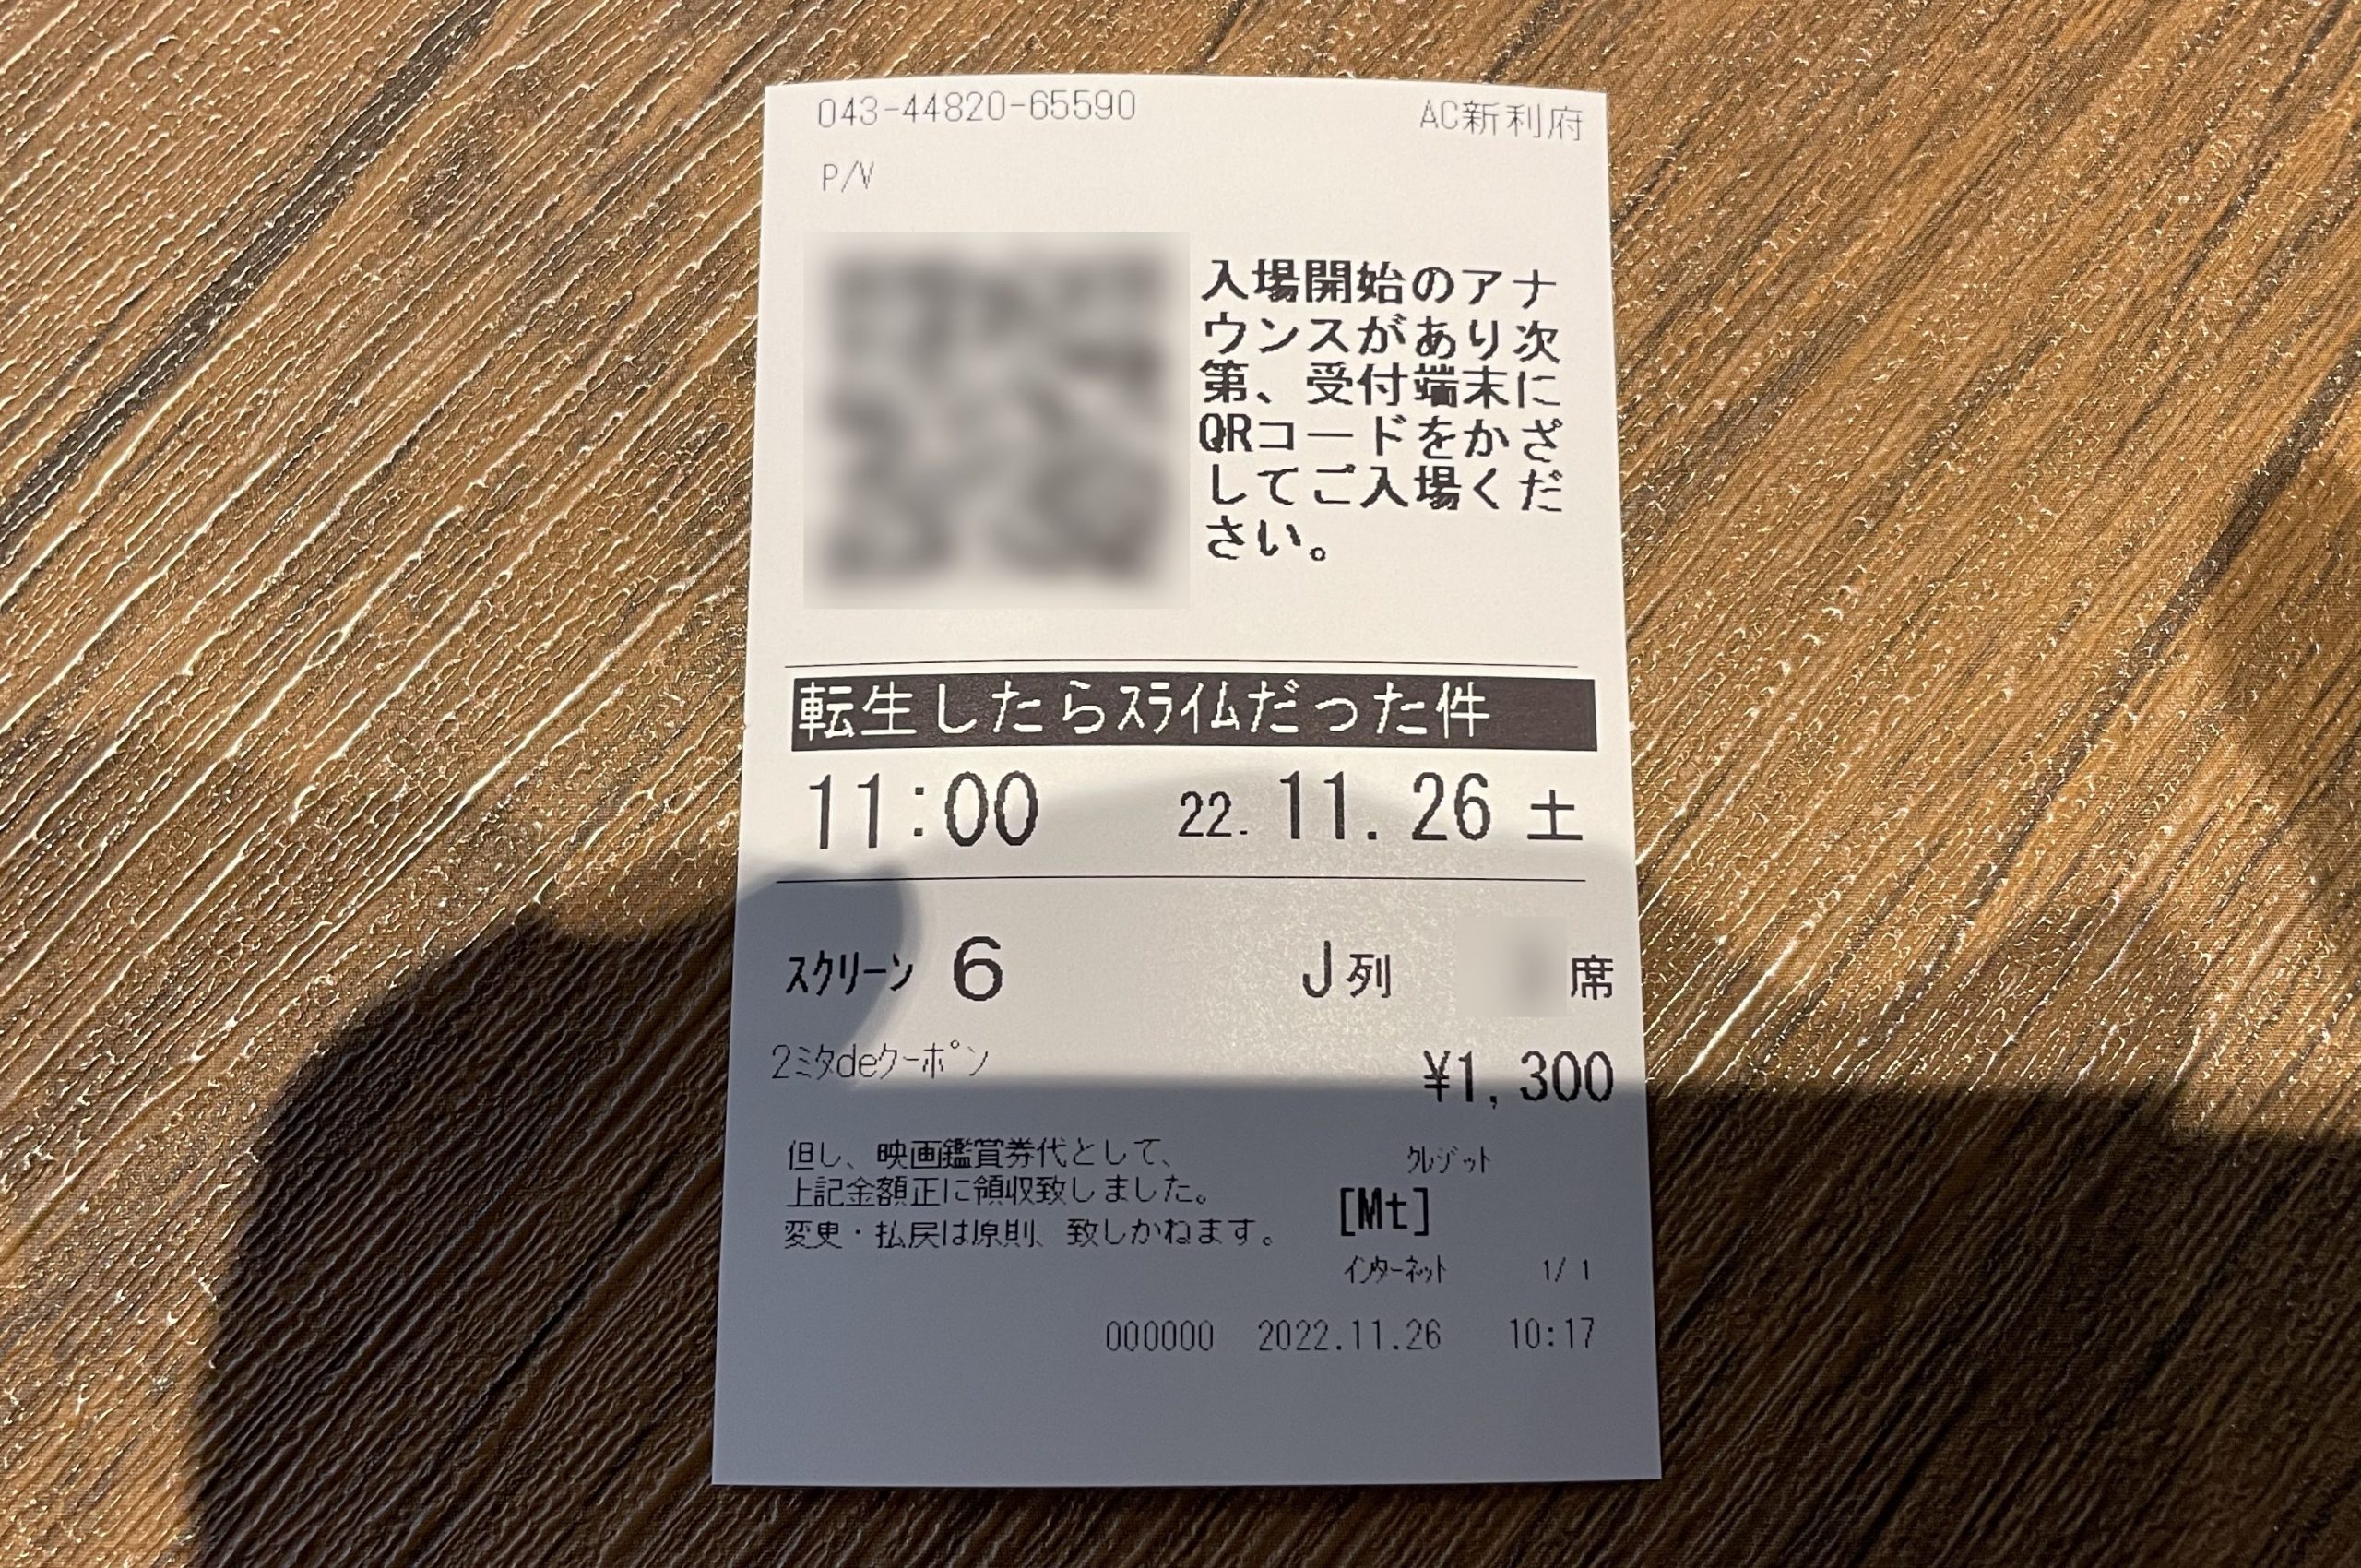 043-44820-65590 AC新利府
P/V
入場開始のアナ
ウンスがあり次
第、受付端末に
QRコードをかざ
してご入場くだ
さい。
転生したらｽﾗｲﾑだった件
11:00 22.11.26 土
ｽクリーン 6 J列 席
2ミタdeクーポン ¥1,300
但し、映画鑑賞券代として、
上記金額正に領収致しました。
変更・払戻は原則、致しかねます。
クレジット
[Mt]
インターネット 1/ 1
000000 2022.11.26 10:17